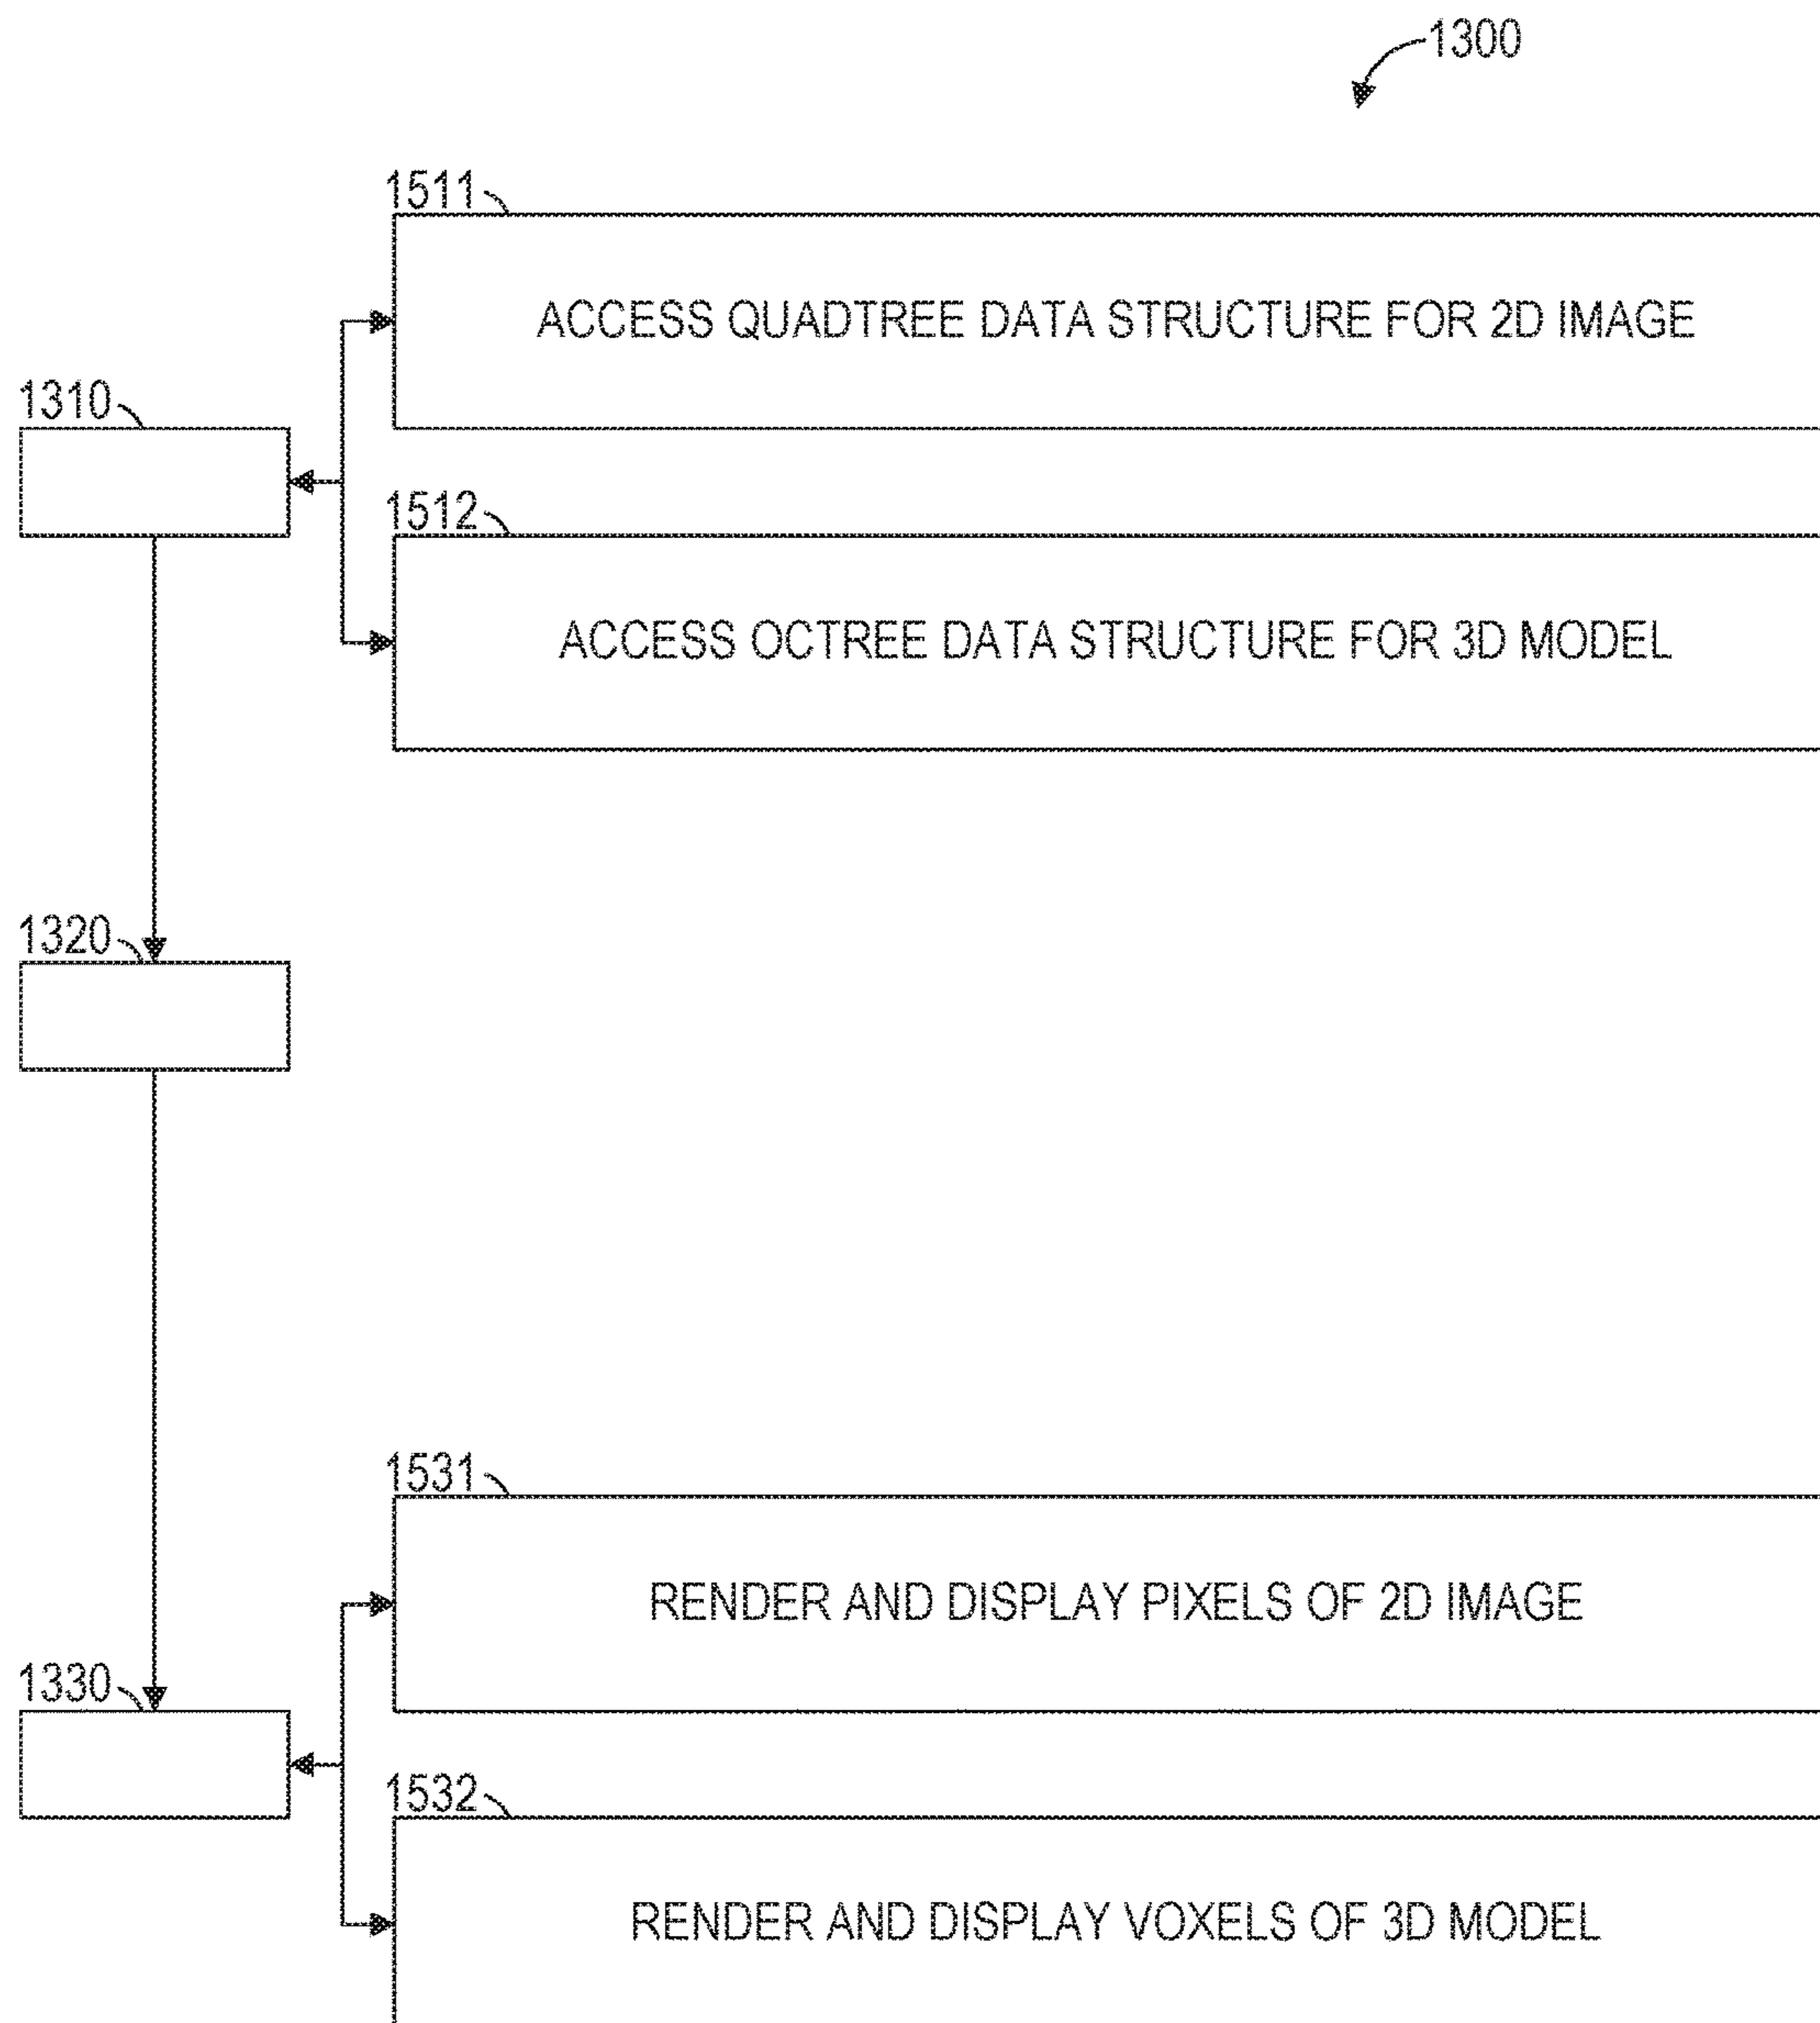 1300
1511
ACCESS QUADTREE DATA STRUCTURE FOR 2D IMAGE
1310
1512
ACCESS OCTREE DATA STRUCTURE FOR 3D MODEL
1320
1531
RENDER AND DISPLAY PIXELS OF 2D IMAGE
1330
1532
RENDER AND DISPLAY VOXELS OF 3D MODEL